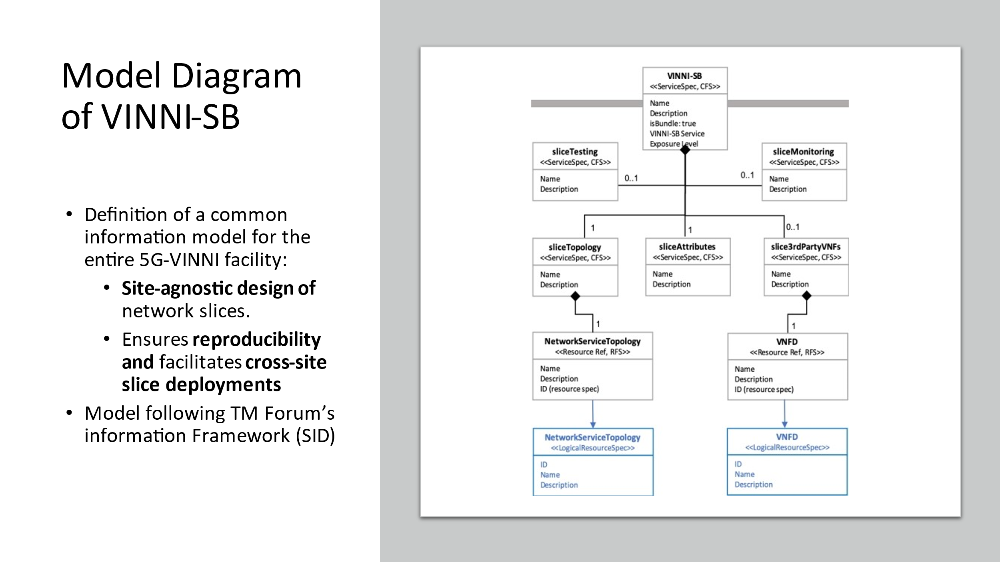 Model Diagram
of VINNI-SB
• Definition of a common
information model for the
entire 5G-VINNI facility:
• Site-agnostic design of
network slices.
• Ensures reproducibility
and facilitates cross-site
slice deployments
• Model following TM Forum’s
information Framework (SID)
VINNI-SB
<<ServiceSpec, CFS>>
Name
Description
isBundle: true
VINNI-SB Service
Exposure Level
sliceTesting
<<ServiceSpec, CFS>>
Name
Description
0..1
0..1
sliceMonitoring
<<ServiceSpec, CFS>>
Name
Description
1
1
0..1
sliceTopology
<<ServiceSpec, CFS>>
Name
Description
sliceAttributes
<<ServiceSpec, CFS>>
Name
Description
slice3rdPartyVNFs
<<ServiceSpec, CFS>>
Name
Description
1
1
NetworkServiceTopology
<<Resource Ref, RFS>>
Name
Description
ID (resource spec)
VNFD
<<Resource Ref, RFS>>
Name
Description
ID (resource spec)
NetworkServiceTopology
<<LogicalResourceSpec>>
ID
Name
Description
VNFD
<<LogicalResourceSpec>>
ID
Name
Description